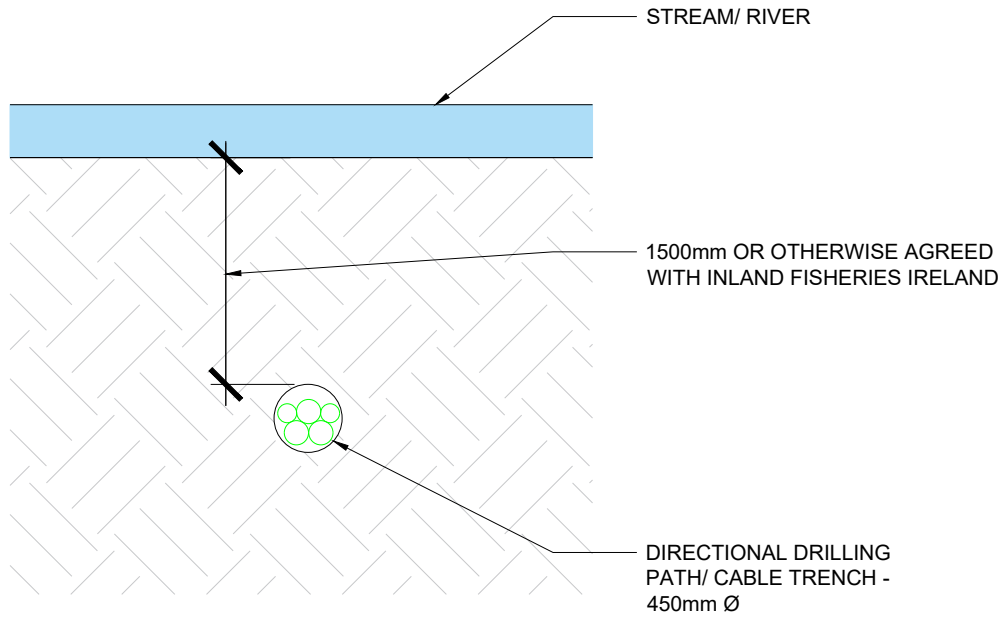 STREAM/ RIVER
1500mm OR OTHERWISE AGREED
WITH INLAND FISHERIES IRELAND
DIRECTIONAL DRILLING
PATH/ CABLE TRENCH -
450mm Ø